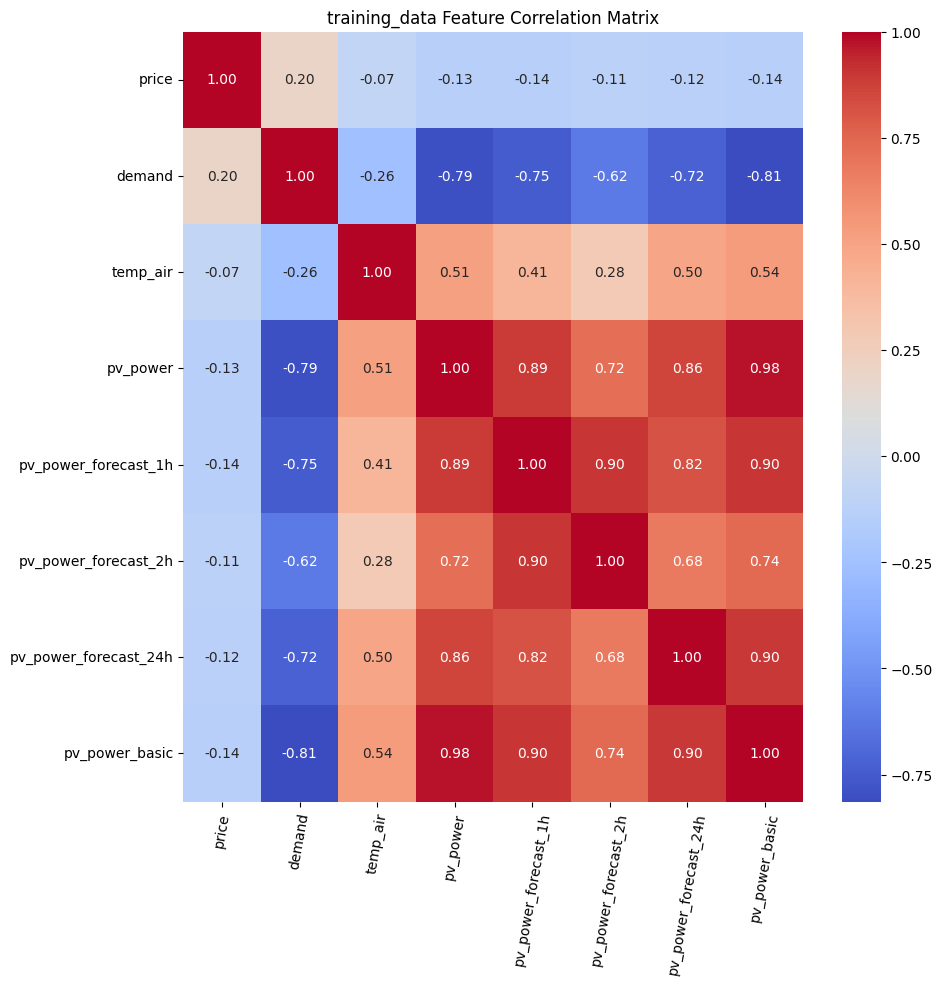 training_data Feature Correlation Matrix
price 1.00 0.20 -0.07 -0.13 -0.14 -0.11 -0.12 -0.14
demand 0.20 1.00 -0.26 -0.79 -0.75 -0.62 -0.72 -0.81
temp_air -0.07 -0.26 1.00 0.51 0.41 0.28 0.50 0.54
pv_power -0.13 -0.79 0.51 1.00 0.89 0.72 0.86 0.98
pv_power_forecast_1h -0.14 -0.75 0.41 0.89 1.00 0.90 0.82 0.90
pv_power_forecast_2h -0.11 -0.62 0.28 0.72 0.90 1.00 0.68 0.74
pv_power_forecast_24h -0.12 -0.72 0.50 0.86 0.82 0.68 1.00 0.90
pv_power_basic -0.14 -0.81 0.54 0.98 0.90 0.74 0.90 1.00
price
demand
temp_air
pv_power
pv_power_forecast_1h
pv_power_forecast_2h
pv_power_forecast_24h
pv_power_basic
1.00
0.75
0.50
0.25
0.00
−0.25
−0.50
−0.75